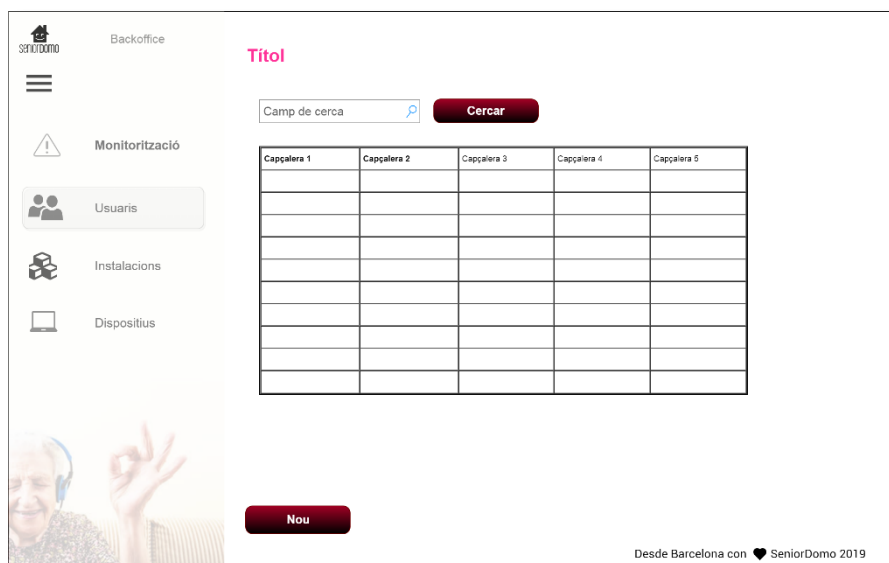 SENIORDOMO
Backoffice
Títol
Camp de cerca
Cercar
Monitorització
Usuaris
Instalacions
Dispositius
Capçalera 1 Capçalera 2 Capçalera 3 Capçalera 4 Capçalera 5
Nou
Desde Barcelona con SeniorDomo 2019